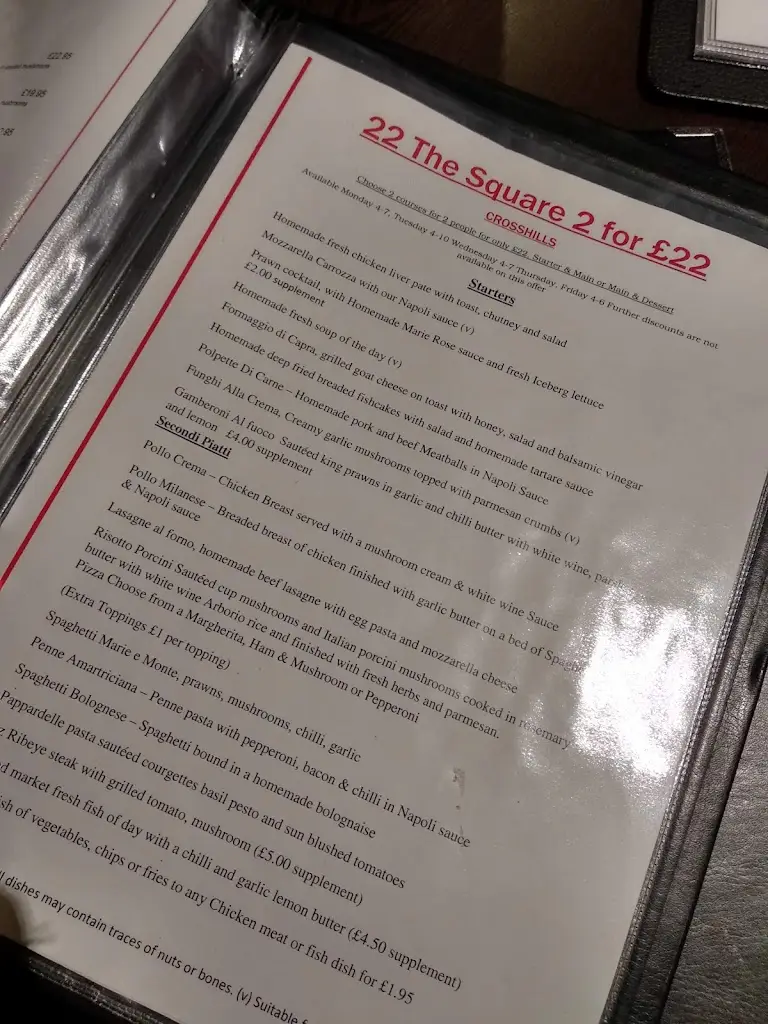 £22.95
£19.95
22 The Square 2 for £22
CROSSHILLS
Choose 2 courses for 2 people for only £22. Starter & Main or Main & Dessert
Available Monday 4-7, Tuesday 4-10 Wednesday 4-7 Thursday, Friday 4-6 Further discounts are not
available on this offer
Starters
Homemade fresh chicken liver pate with toast, chutney and salad
Mozzarella Carrozza with our Napoli sauce (v)
Prawn cocktail, with Homemade Marie Rose sauce and fresh Iceberg lettuce
£2.00 supplement
Homemade fresh soup of the day (v)
Formaggio di Capra, grilled goat cheese on toast with honey, salad and balsamic vinegar
Homemade deep fried breaded fishcakes with salad and homemade tartare sauce
Polpette Di Carne – Homemade pork and beef Meatballs in Napoli Sauce
Funghi Alla Crema, Creamy garlic mushrooms topped with parmesan crumbs (v)
Gamberoni Al fuoco Sautéed king prawns in garlic and chilli butter with white wine,
and lemon £4.00 supplement
Secondi Piatti
Pollo Crema – Chicken Breast served with a mushroom cream & white wine Sauce
Pollo Milanese – Breaded breast of chicken finished with garlic butter on a bed of
& Napoli sauce
Lasagne al forno, homemade beef lasagne with egg pasta and mozzarella cheese
Risotto Porcini Sautéed cup mushrooms and Italian porcini mushrooms cooked in rosemary
butter with white wine Arborio rice and finished with fresh herbs and parmesan.
Pizza Choose from a Margherita, Ham & Mushroom or Pepperoni
(Extra Toppings £1 per topping)
Spaghetti Marie e Monte, prawns, mushrooms, chilli, garlic
Penne Amartriciana – Penne pasta with pepperoni, bacon & chilli in Napoli sauce
Spaghetti Bolognese – Spaghetti bound in a homemade bolognaise
Pappardelle pasta sautéed courgettes basil pesto and sun blushed tomatoes
Ribeye steak with grilled tomato, mushroom (£5.00 supplement)
market fresh fish of day with a chilli and garlic lemon butter (£4.50 supplement)
of vegetables, chips or fries to any Chicken meat or fish dish for £1.95
dishes may contain traces of nuts or bones. (v) Suitable